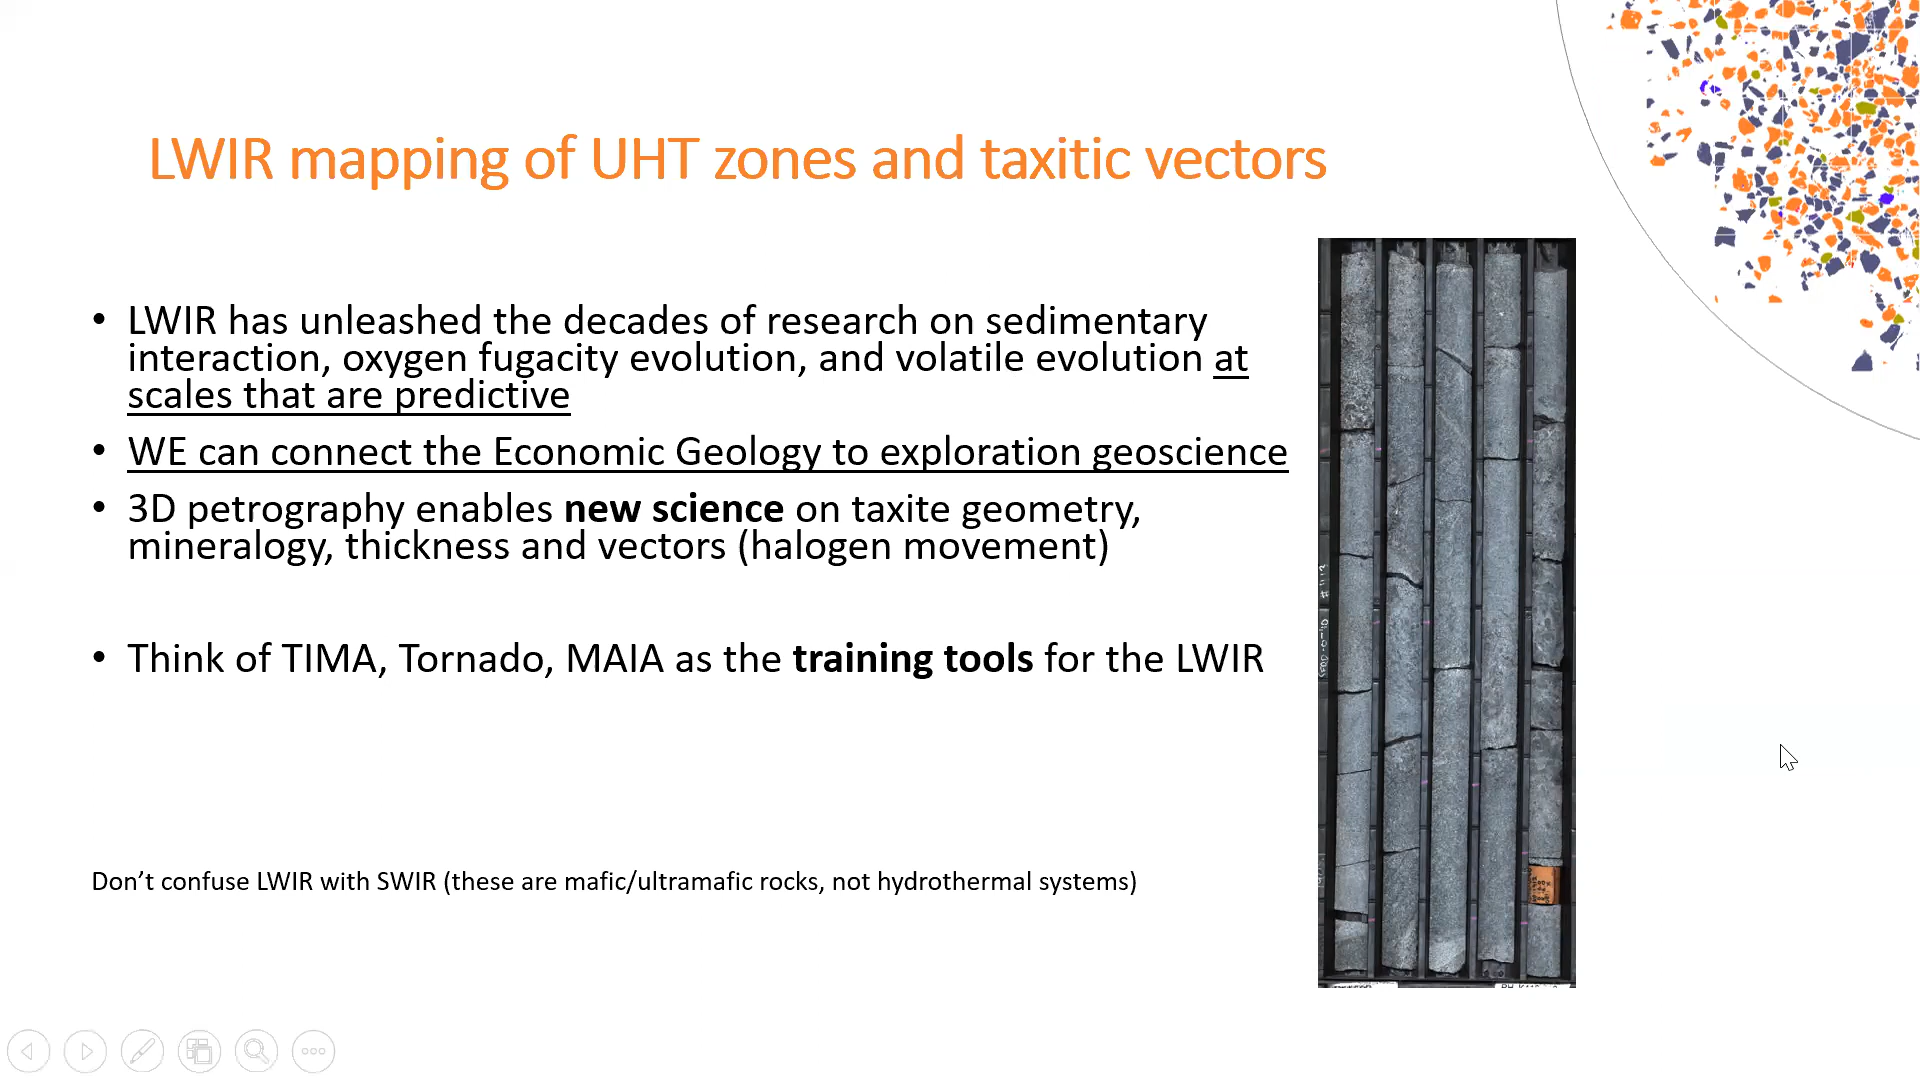 LWIR mapping of UHT zones and taxitic vectors
• LWIR has unleashed the decades of research on sedimentary
interaction, oxygen fugacity evolution, and volatile evolution at
scales that are predictive
• WE can connect the Economic Geology to exploration geoscience
• 3D petrography enables new science on taxite geometry,
mineralogy, thickness and vectors (halogen movement)
• Think of TIMA, Tornado, MAIA as the training tools for the LWIR
Don’t confuse LWIR with SWIR (these are mafic/ultramafic rocks, not hydrothermal systems)